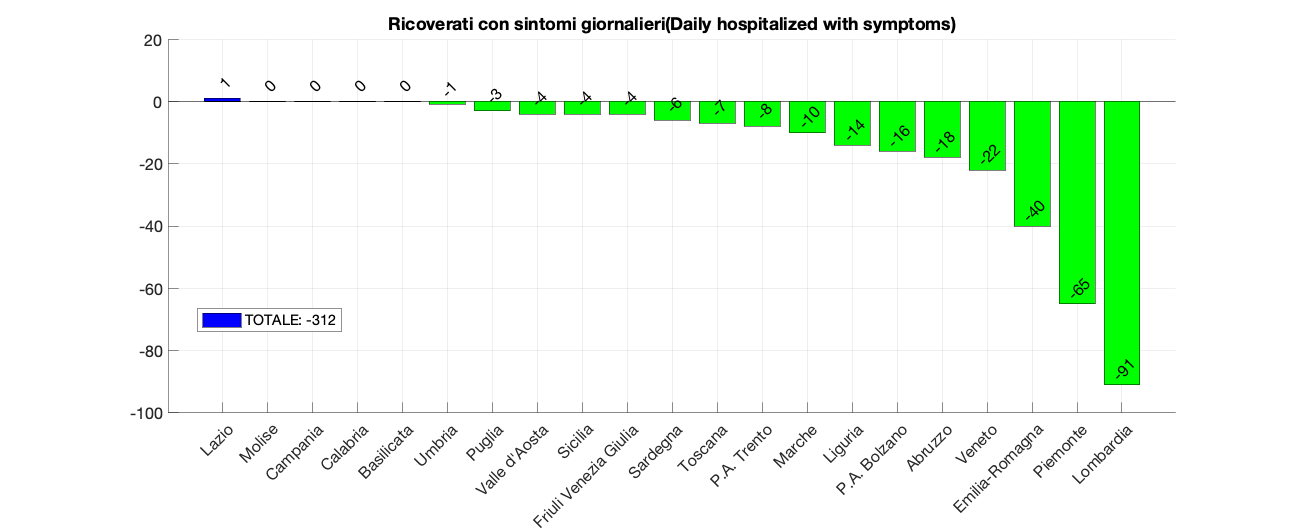 Ricoverati con sintomi giornalieri(Daily hospitalized with symptoms)
20
0
-20
-40
-60
-80
-100
1
0
0
0
0
-1
-3
-4
-4
-4
-6
-7
-8
-10
-14
-16
-18
-22
-40
-65
-91
TOTALE: -312
Lazio
Molise
Campania
Calabria
Basilicata
Umbria
Puglia
Valle d'Aosta
Sicilia
Friuli Venezia Giulia
Sardegna
Toscana
P.A. Trento
Marche
Liguria
P.A. Bolzano
Abruzzo
Veneto
Emilia-Romagna
Piemonte
Lombardia